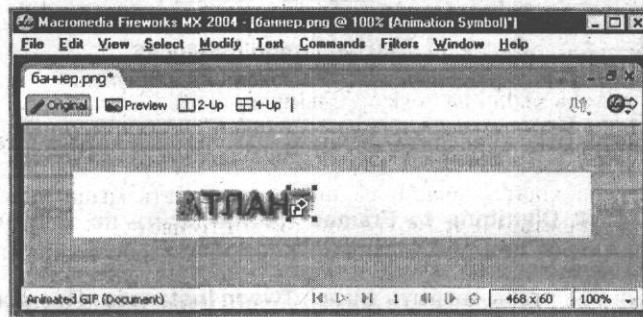 Macromedia Fireworks MX 2004 - [баннер.png @ 100% (Animation Symbol)*]
File Edit View Select Modify Text Commands Filters Window Help
баннер.png*
Original Preview 2-Up 4-Up
АТЛАН
Animated GIF (Document) 1 468 x 60 100%